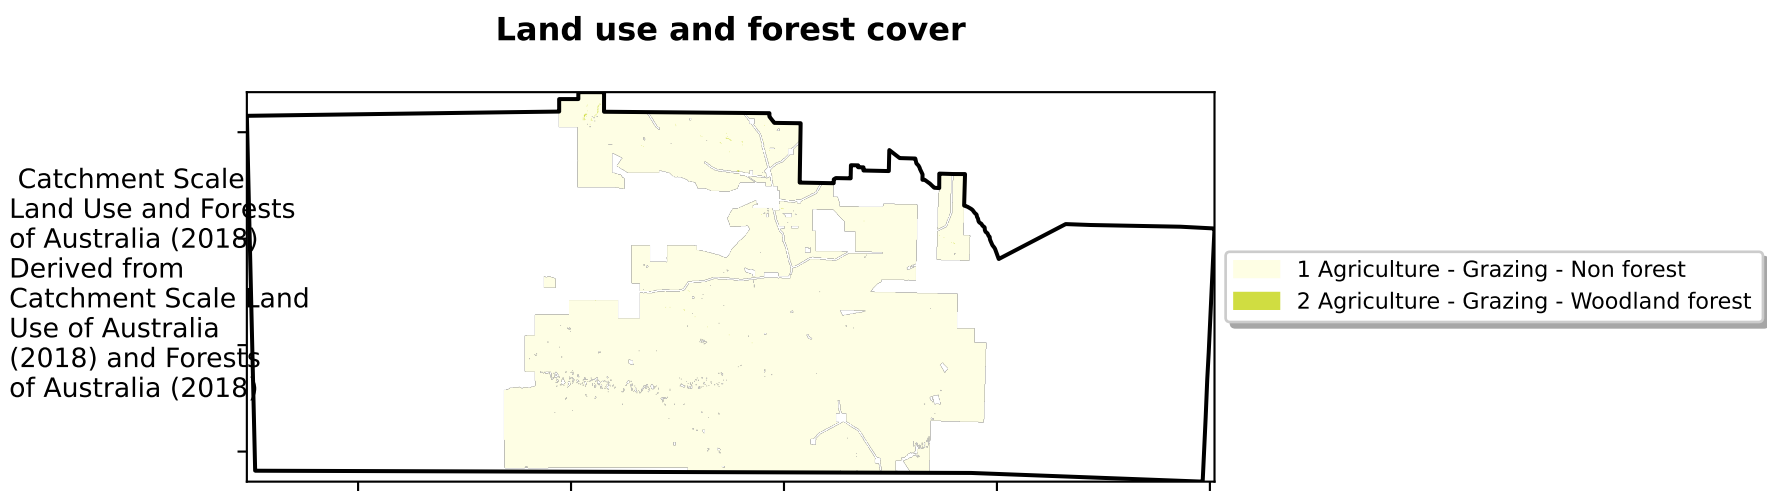 Land use and forest cover
Catchment Scale
Land Use and Forests
of Australia (2018)
Derived from
Catchment Scale Land
Use of Australia
(2018) and Forests
of Australia (2018)
1 Agriculture - Grazing - Non forest
2 Agriculture - Grazing - Woodland forest